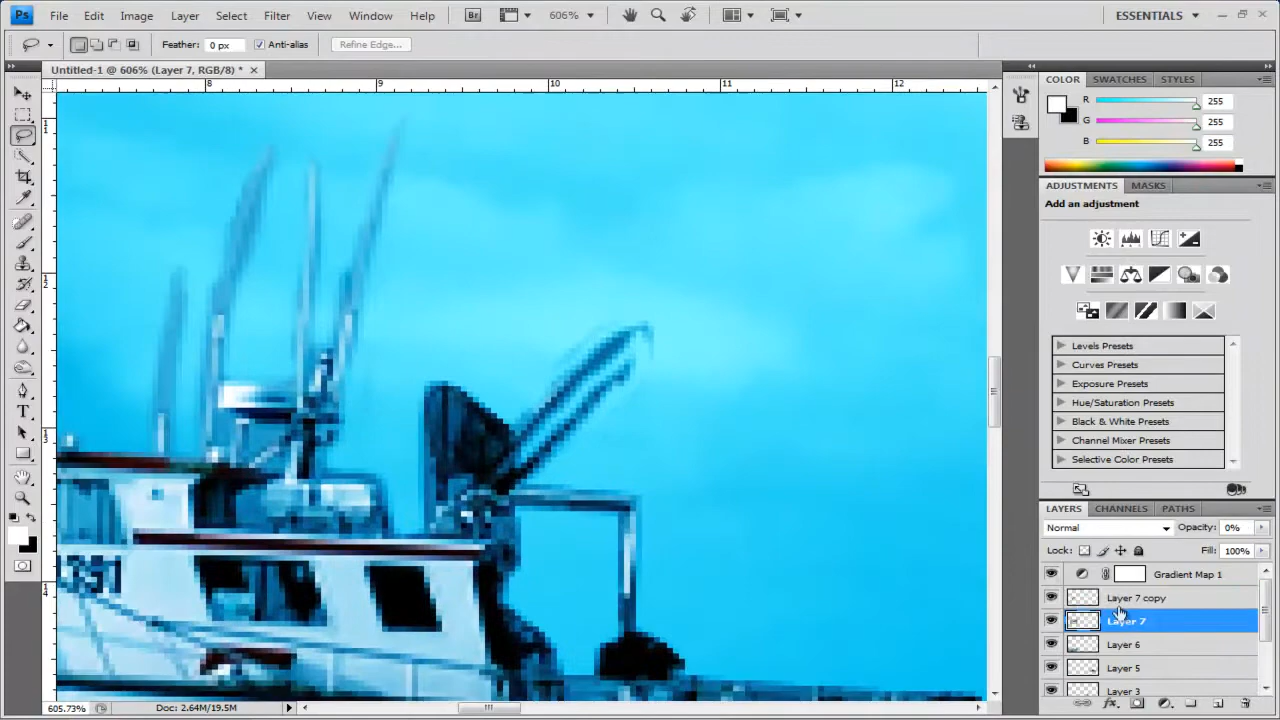 Ps File Edit Image Layer Select Filter View Window Help Br 606% ESSENTIALS
Feather: 0 px Anti-alias Refine Edge...
Untitled-1 @ 606% (Layer 7, RGB/8) *
8 9 10 11 12
COLOR SWATCHES STYLES
R 255
G 255
B 255
ADJUSTMENTS MASKS
Add an adjustment
Levels Presets
Curves Presets
Exposure Presets
Hue/Saturation Presets
Black & White Presets
Channel Mixer Presets
Selective Color Presets
LAYERS CHANNELS PATHS
Normal Opacity: 0%
Lock: Fill: 100%
Gradient Map 1
Layer 7 copy
Layer 7
Layer 6
Layer 5
Layer 3
605.73% Doc: 2.64M/19.5M